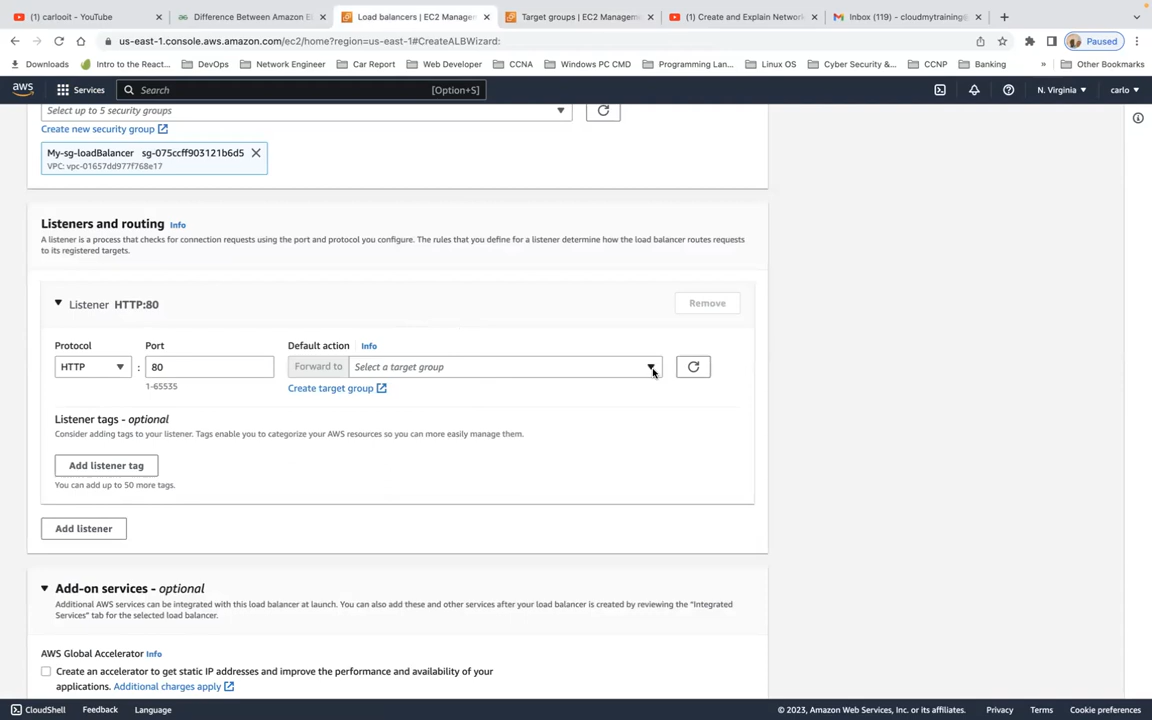 (1) carlooit - YouTube
Difference Between Amazon E
Load balancers | EC2 Manage
Target groups | EC2 Managem
(1) Create and Explain Network
Inbox (119) - cloudmytraining@
us-east-1.console.aws.amazon.com/ec2/home?region=us-east-1#CreateALBWizard:
Paused
Downloads
Intro to the React...
DevOps
Network Engineer
Car Report
Web Developer
CCNA
Windows PC CMD
Programming Lan...
Linux OS
Cyber Security &...
CCNP
Banking
»
Other Bookmarks
aws
Services
Search
[Option+S]
N. Virginia
carlo
Select up to 5 security groups
Create new security group
My-sg-loadBalancer sg-075ccff903121b6d5
VPC: vpc-01657dd977f768e17
Listeners and routing Info
A listener is a process that checks for connection requests using the port and protocol you configure. The rules that you define for a listener determine how the load balancer routes requests
to its registered targets.
Listener HTTP:80
Remove
Protocol
Port
Default action Info
HTTP
:
80
Forward to
Select a target group
1-65535
Create target group
Listener tags - optional
Consider adding tags to your listener. Tags enable you to categorize your AWS resources so you can more easily manage them.
Add listener tag
You can add up to 50 more tags.
Add listener
Add-on services - optional
Additional AWS services can be integrated with this load balancer at launch. You can also add these and other services after your load balancer is created by reviewing the "Integrated
Services" tab for the selected load balancer.
AWS Global Accelerator Info
Create an accelerator to get static IP addresses and improve the performance and availability of your
applications. Additional charges apply
CloudShell
Feedback
Language
© 2023, Amazon Web Services, Inc. or its affiliates.
Privacy
Terms
Cookie preferences